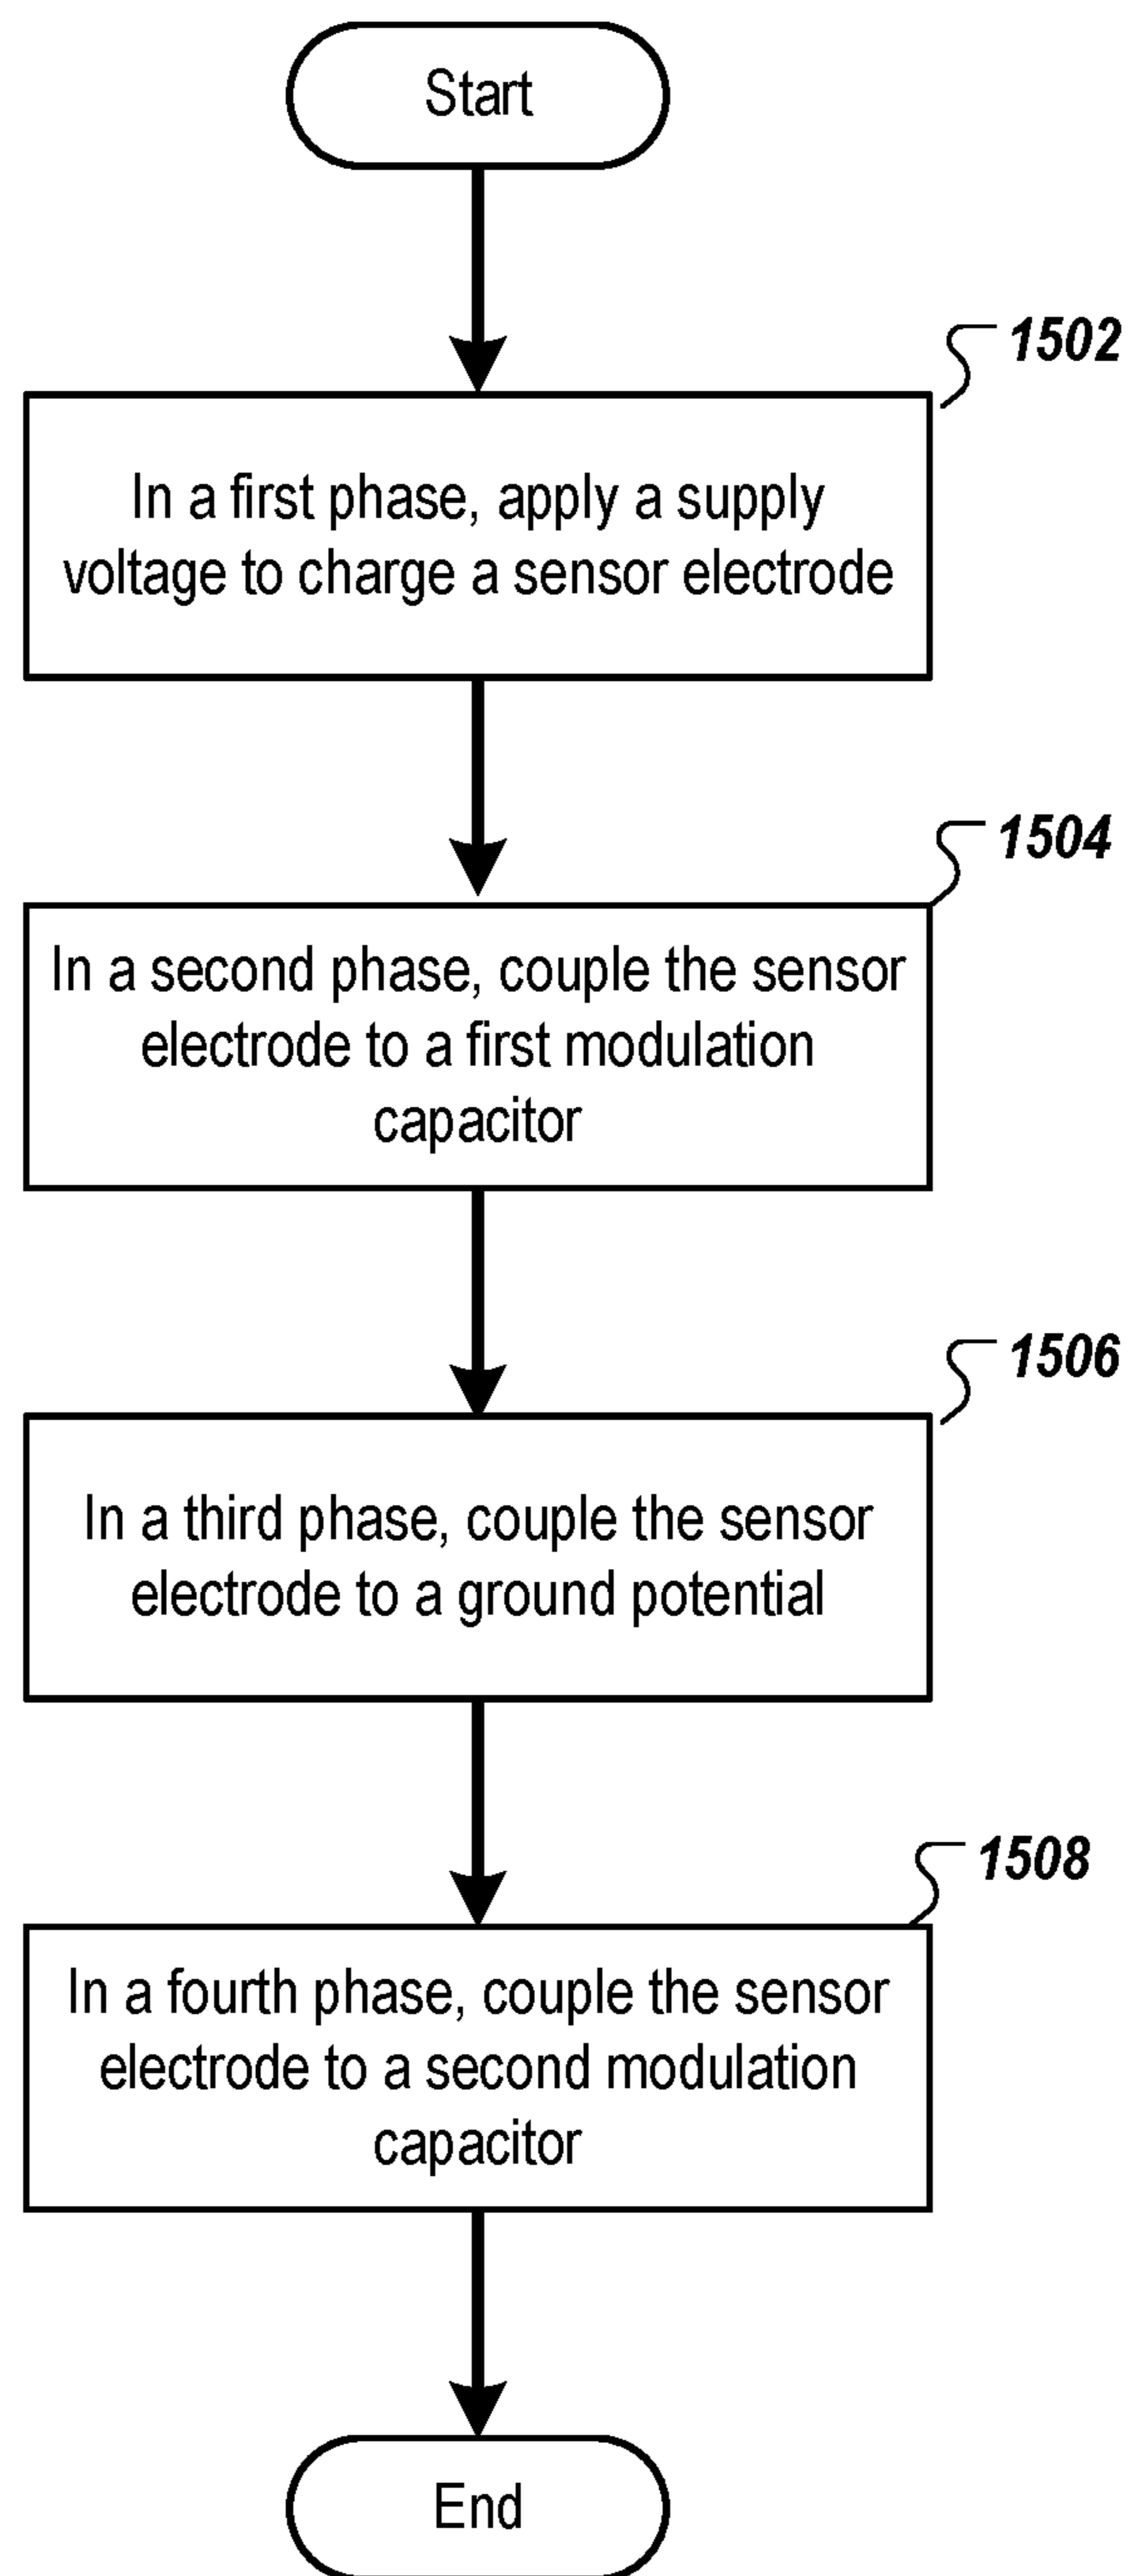 Start
1502
In a first phase, apply a supply
voltage to charge a sensor electrode
1504
In a second phase, couple the sensor
electrode to a first modulation
capacitor
1506
In a third phase, couple the sensor
electrode to a ground potential
1508
In a fourth phase, couple the sensor
electrode to a second modulation
capacitor
End